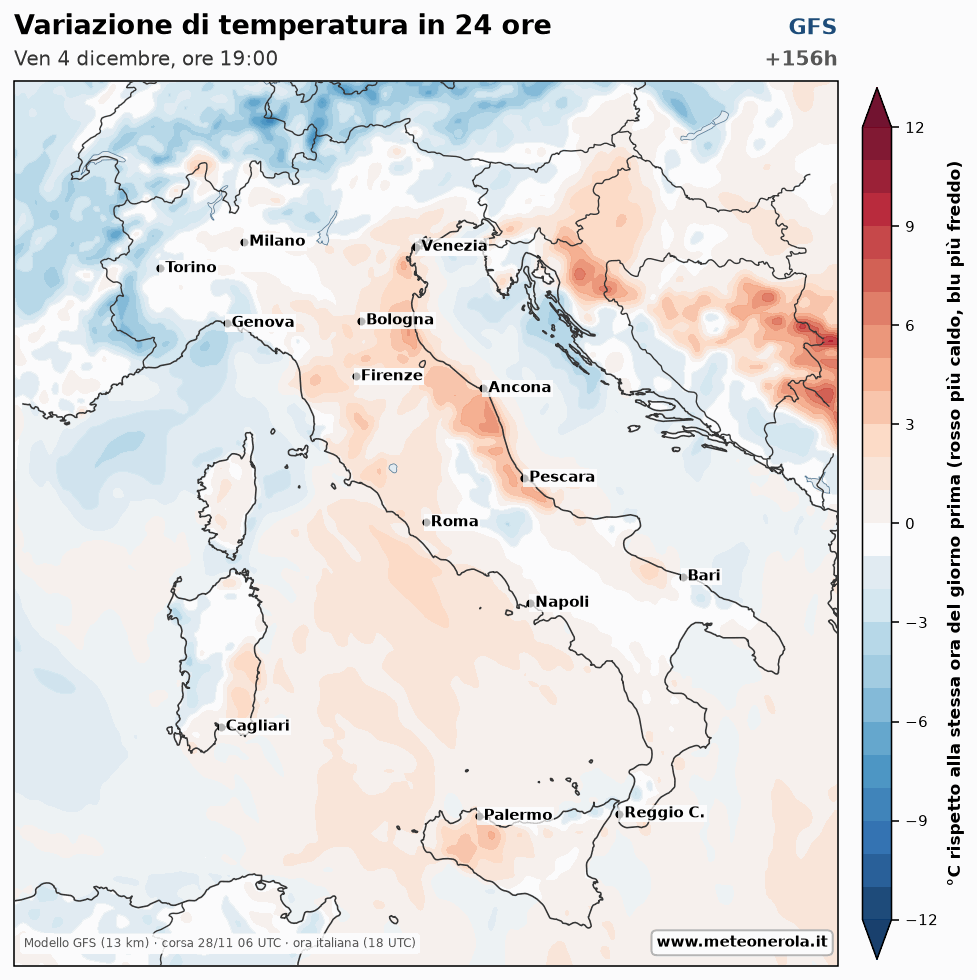 Variazione di temperatura in 24 ore
GFS
Ven 4 dicembre, ore 19:00
+156h
Milano
Venezia
Torino
Genova
Bologna
Firenze
Ancona
Pescara
Roma
Bari
Napoli
Cagliari
Palermo
Reggio C.
12
9
6
3
0
−3
−6
−9
−12
°C rispetto alla stessa ora del giorno prima (rosso più caldo, blu più freddo)
Modello GFS (13 km) · corsa 28/11 06 UTC · ora italiana (18 UTC)
www.meteonerola.it